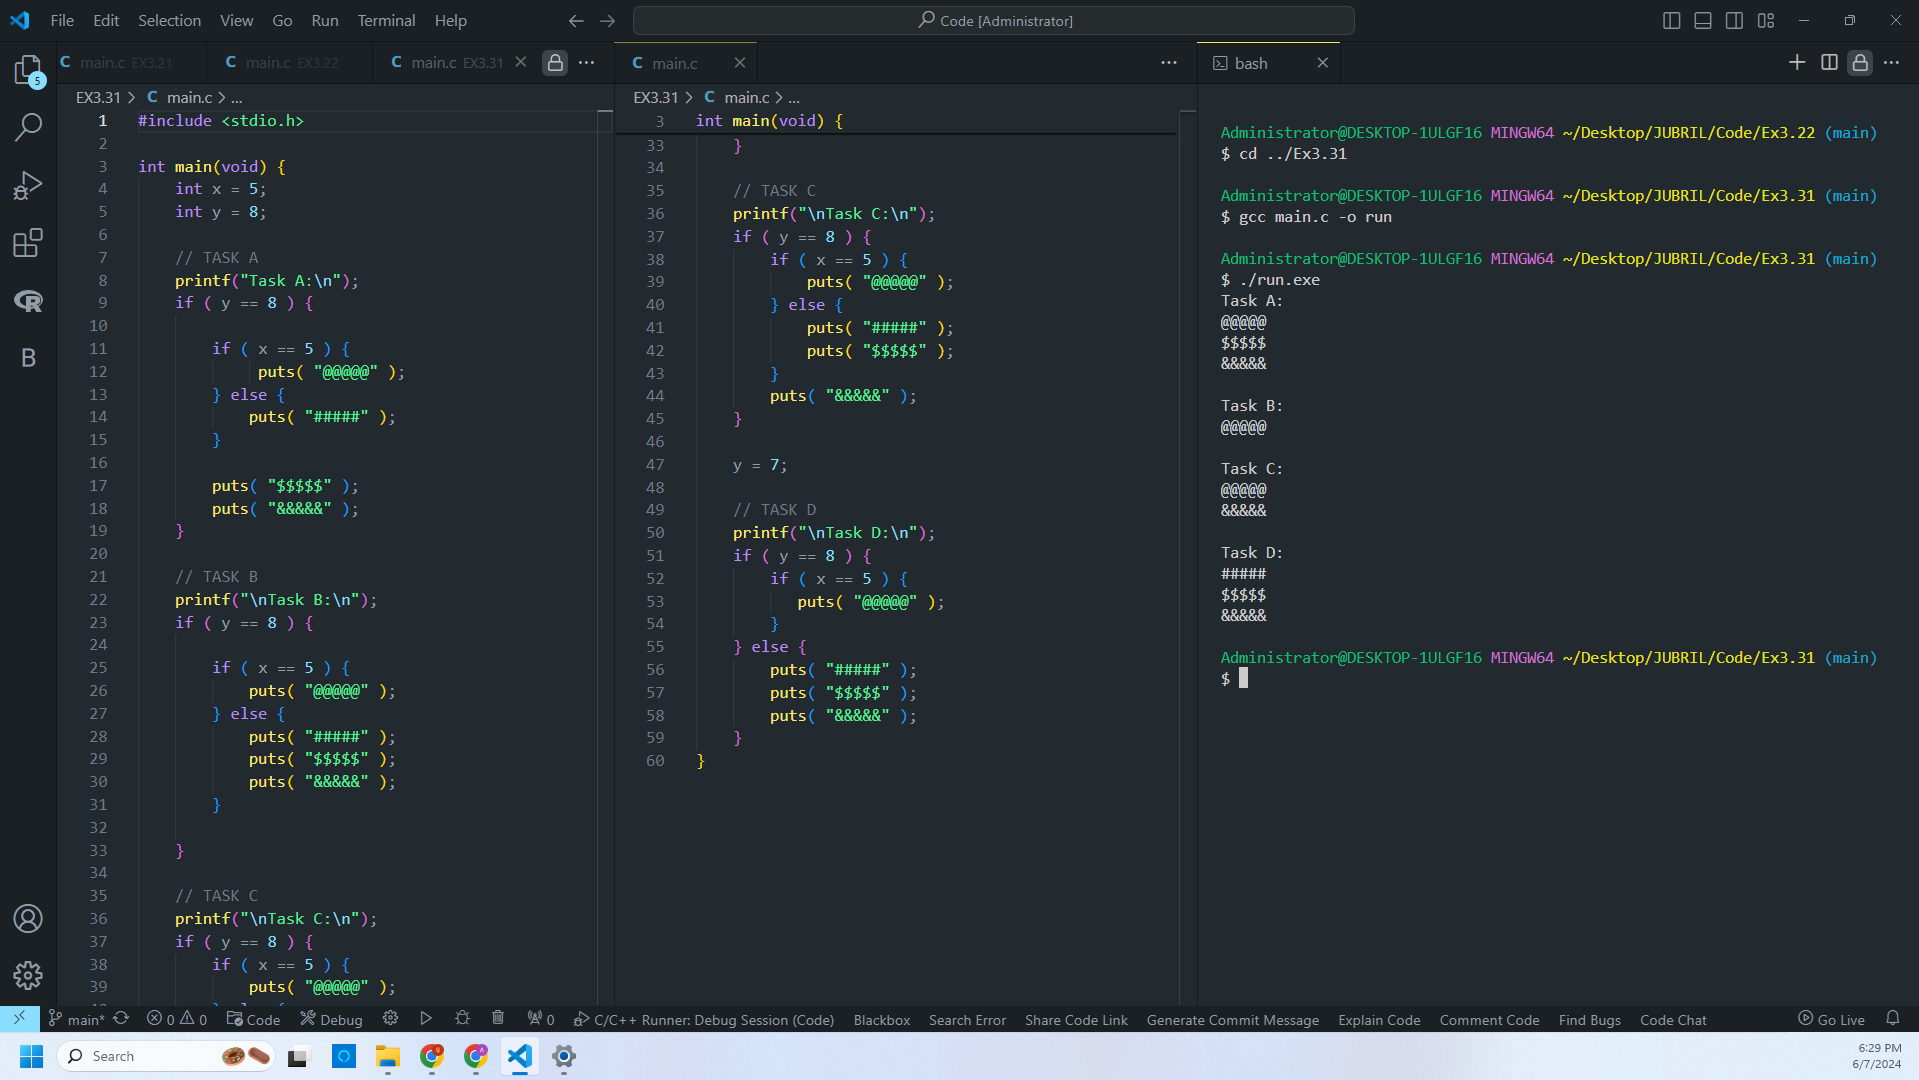 File Edit Selection View Go Run Terminal Help
Code [Administrator]
main.c EX3.21
main.c EX3.22
main.c EX3.31
main.c
bash
5
EX3.31 > C main.c > ...
1 #include <stdio.h>
2
3 int main(void) {
4 int x = 5;
5 int y = 8;
6
7 // TASK A
8 printf("Task A:\n");
9 if ( y == 8 ) {
10
11 if ( x == 5 ) {
12 puts( "@@@@@" );
13 } else {
14 puts( "#####" );
15 }
16
17 puts( "$$$$$" );
18 puts( "&&&&&" );
19 }
20
21 // TASK B
22 printf("\nTask B:\n");
23 if ( y == 8 ) {
24
25 if ( x == 5 ) {
26 puts( "@@@@@" );
27 } else {
28 puts( "#####" );
29 puts( "$$$$$" );
30 puts( "&&&&&" );
31 }
32
33 }
34
35 // TASK C
36 printf("\nTask C:\n");
37 if ( y == 8 ) {
38 if ( x == 5 ) {
39 puts( "@@@@@" );
EX3.31 > C main.c > ...
3 int main(void) {
33 }
34
35 // TASK C
36 printf("\nTask C:\n");
37 if ( y == 8 ) {
38 if ( x == 5 ) {
39 puts( "@@@@@" );
40 } else {
41 puts( "#####" );
42 puts( "$$$$$" );
43 }
44 puts( "&&&&&" );
45 }
46
47 y = 7;
48
49 // TASK D
50 printf("\nTask D:\n");
51 if ( y == 8 ) {
52 if ( x == 5 ) {
53 puts( "@@@@@" );
54 }
55 } else {
56 puts( "#####" );
57 puts( "$$$$$" );
58 puts( "&&&&&" );
59 }
60 }
Administrator@DESKTOP-1ULGF16 MINGW64 ~/Desktop/JUBRIL/Code/Ex3.22 (main)
$ cd ../Ex3.31
Administrator@DESKTOP-1ULGF16 MINGW64 ~/Desktop/JUBRIL/Code/Ex3.31 (main)
$ gcc main.c -o run
Administrator@DESKTOP-1ULGF16 MINGW64 ~/Desktop/JUBRIL/Code/Ex3.31 (main)
$ ./run.exe
Task A:
@@@@@
$$$$$
&&&&&
Task B:
@@@@@
Task C:
@@@@@
&&&&&
Task D:
#####
$$$$$
&&&&&
Administrator@DESKTOP-1ULGF16 MINGW64 ~/Desktop/JUBRIL/Code/Ex3.31 (main)
$
main* 0 0 Code Debug 0 C/C++ Runner: Debug Session (Code) Blackbox Search Error Share Code Link Generate Commit Message Explain Code Comment Code Find Bugs Code Chat Go Live
Search
6:29 PM
6/7/2024